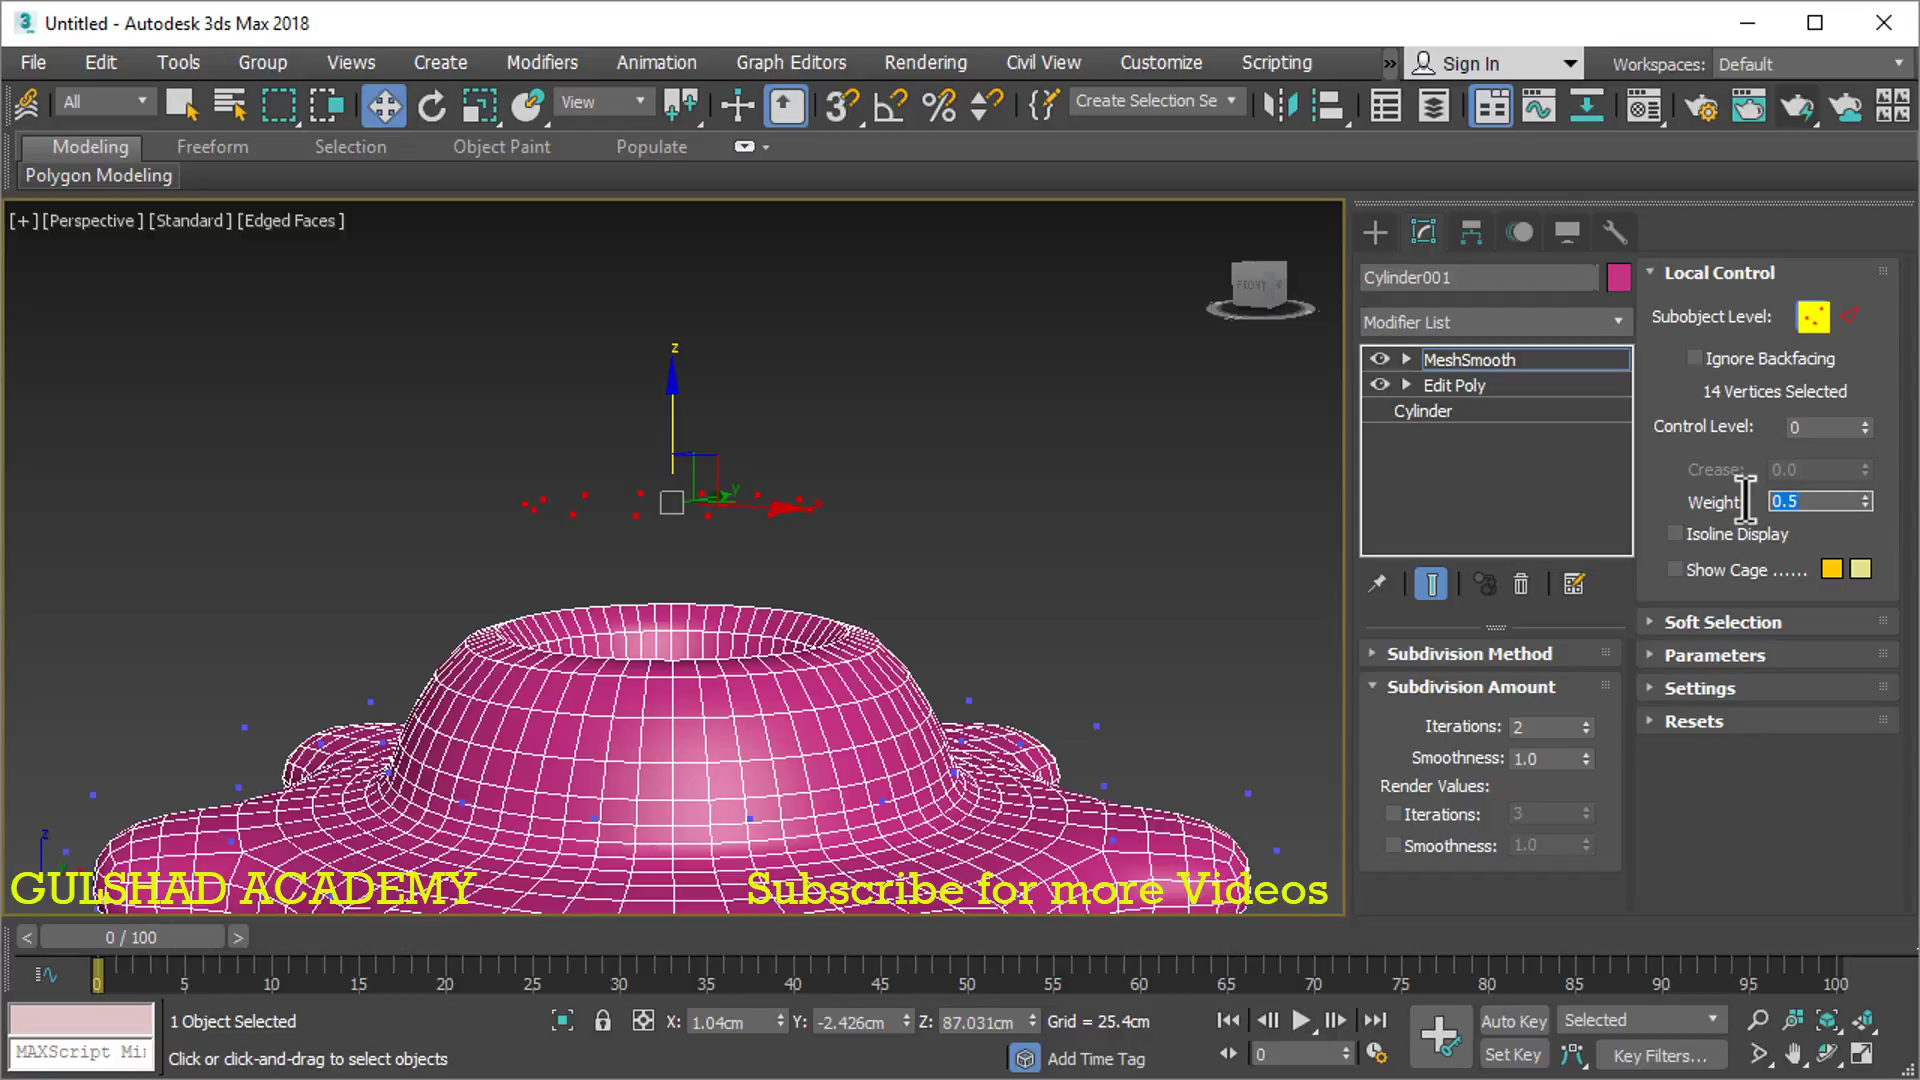 Untitled - Autodesk 3ds Max 2018
File Edit Tools Group Views Create Modifiers Animation Graph Editors Rendering Civil View Customize Scripting » Sign In Workspaces: Default
All View Create Selection Se
Modeling Freeform Selection Object Paint Populate
Polygon Modeling
[+] [Perspective ] [Standard ] [Edged Faces ]
FRONT
z
y
z
GULSHAD ACADEMY
Subscribe for more Videos
Cylinder001
Modifier List
MeshSmooth
Edit Poly
Cylinder
Subdivision Method
Subdivision Amount
Iterations: 2
Smoothness: 1.0
Render Values:
Iterations: 3
Smoothness: 1.0
Local Control
Subobject Level:
Ignore Backfacing
14 Vertices Selected
Control Level: 0
Crease: 0.0
Weight 0.5
Isoline Display
Show Cage ......
Soft Selection
Parameters
Settings
Resets
< 0 / 100 >
0 5 10 15 20 25 30 35 40 45 50 55 60 65 70 75 80 85 90 95 100
1 Object Selected X: 1.04cm Y: -2.426cm Z: 87.031cm Grid = 25.4cm Auto Key Selected
MAXScript Mi Click or click-and-drag to select objects Add Time Tag 0 Set Key Key Filters...